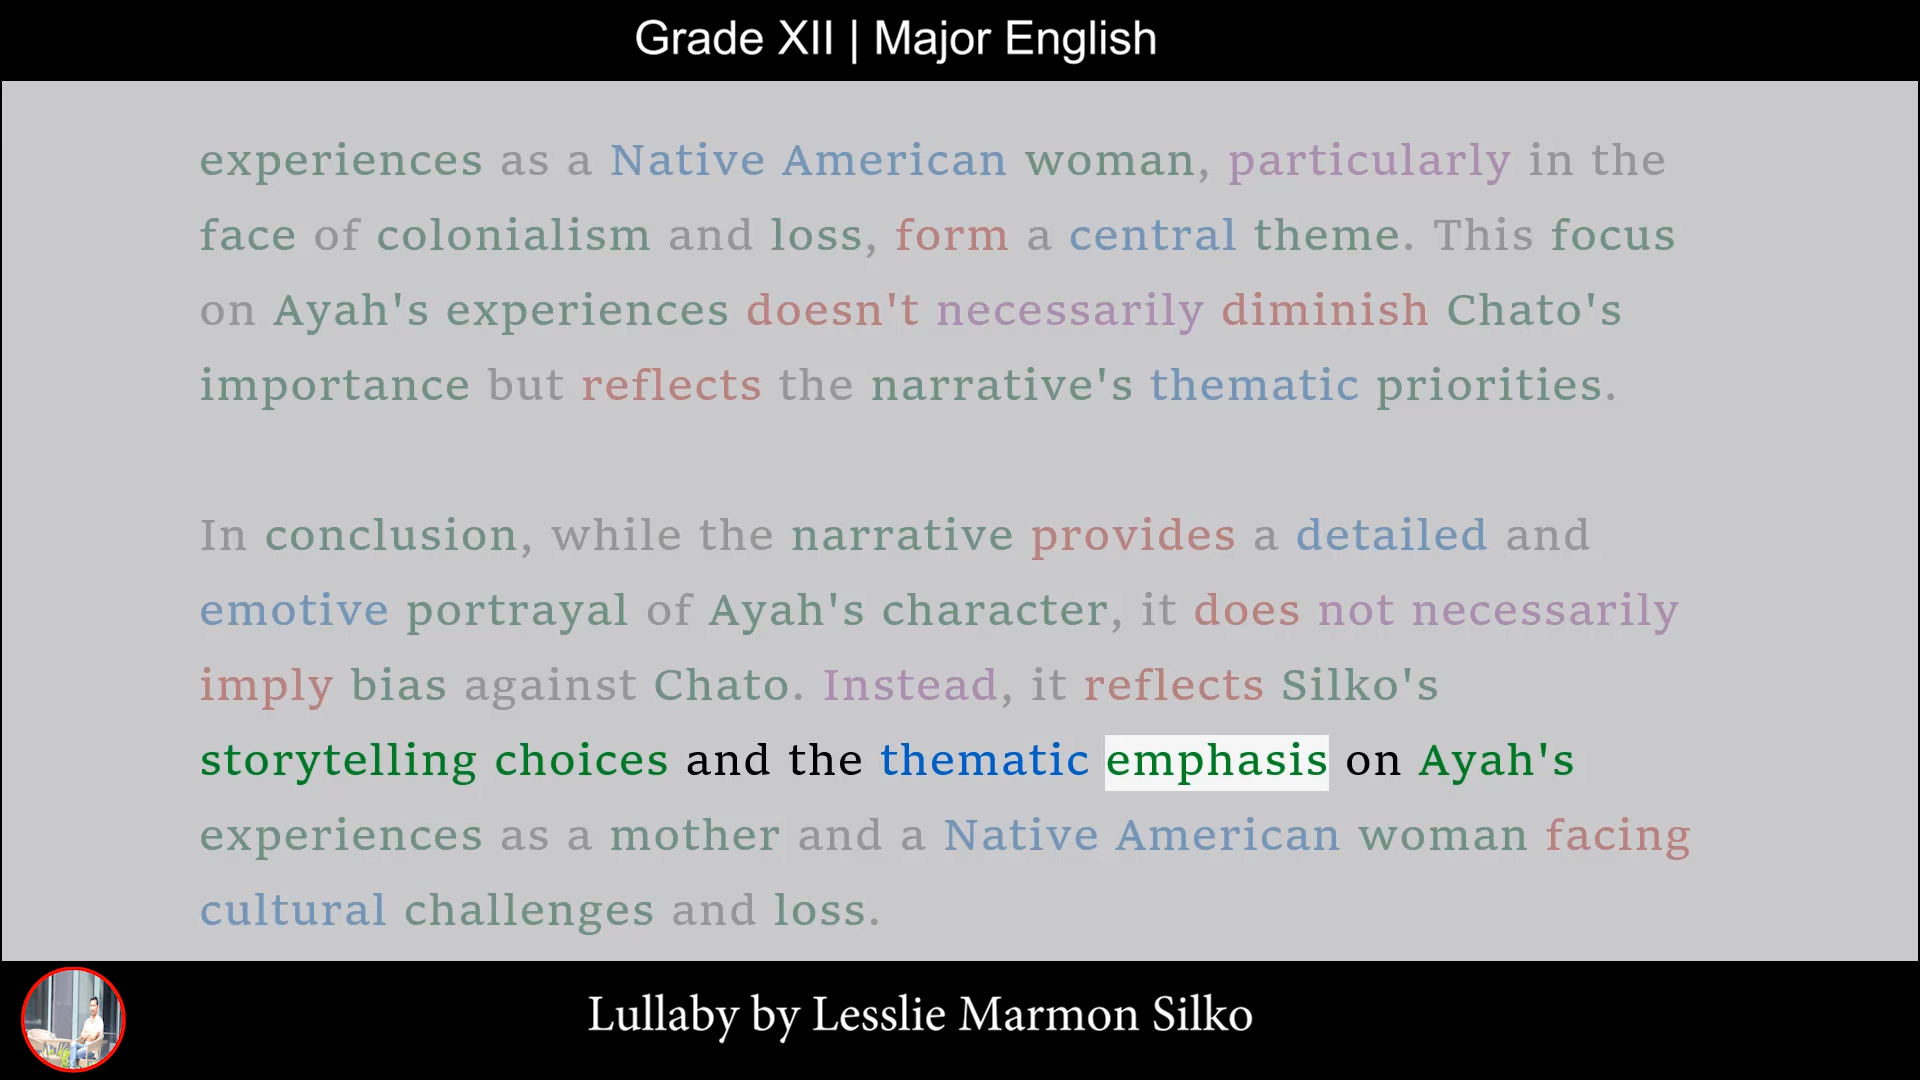 Grade XII | Major English
experiences as a Native American woman, particularly in the
face of colonialism and loss, form a central theme. This focus
on Ayah's experiences doesn't necessarily diminish Chato's
importance but reflects the narrative's thematic priorities.
In conclusion, while the narrative provides a detailed and
emotive portrayal of Ayah's character, it does not necessarily
imply bias against Chato. Instead, it reflects Silko's
storytelling choices and the thematic emphasis on Ayah's
experiences as a mother and a Native American woman facing
cultural challenges and loss.
Lullaby by Lesslie Marmon Silko